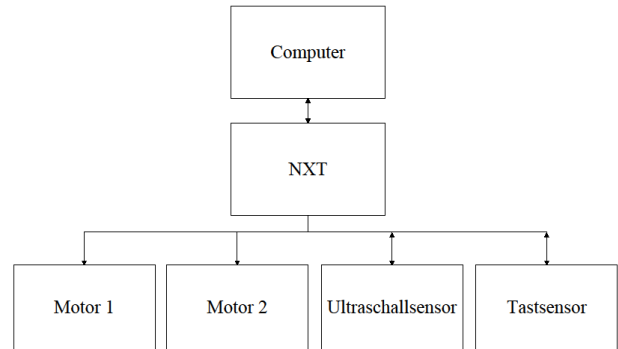 Computer
NXT
Motor 1
Motor 2
Ultraschallsensor
Tastsensor